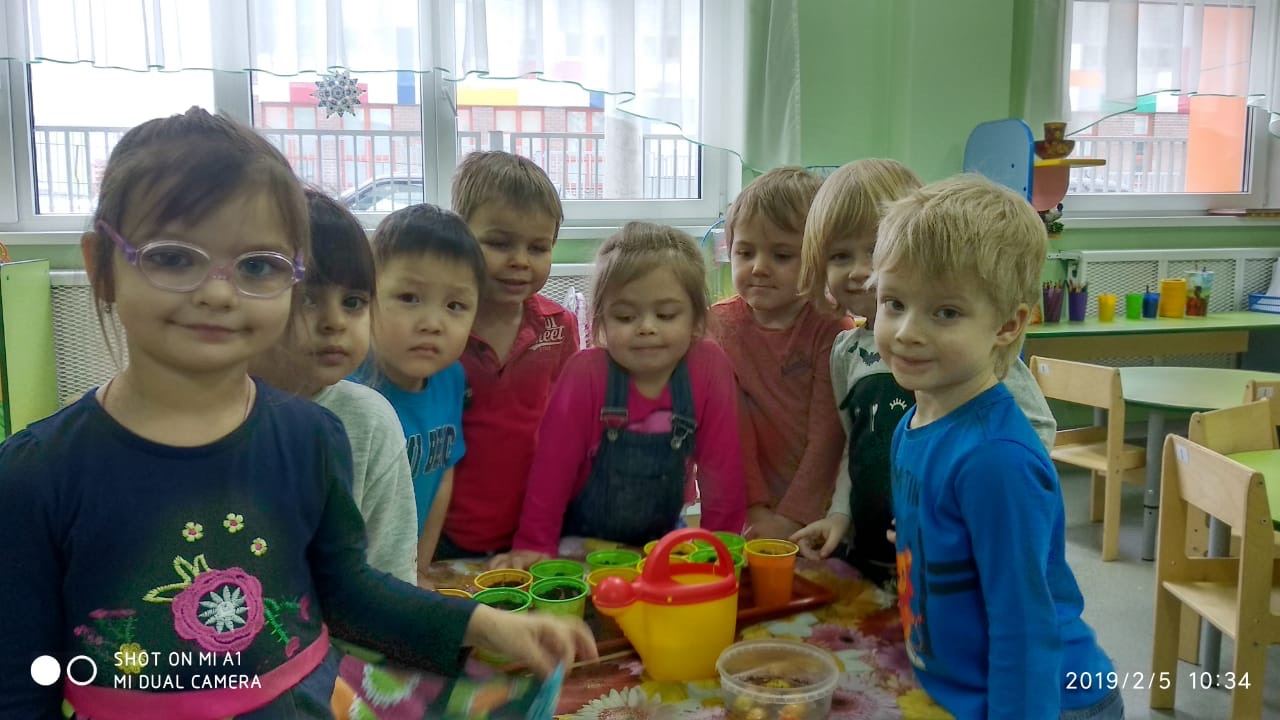 SHOT ON MI A1
MI DUAL CAMERA
2019/2/5 10:34